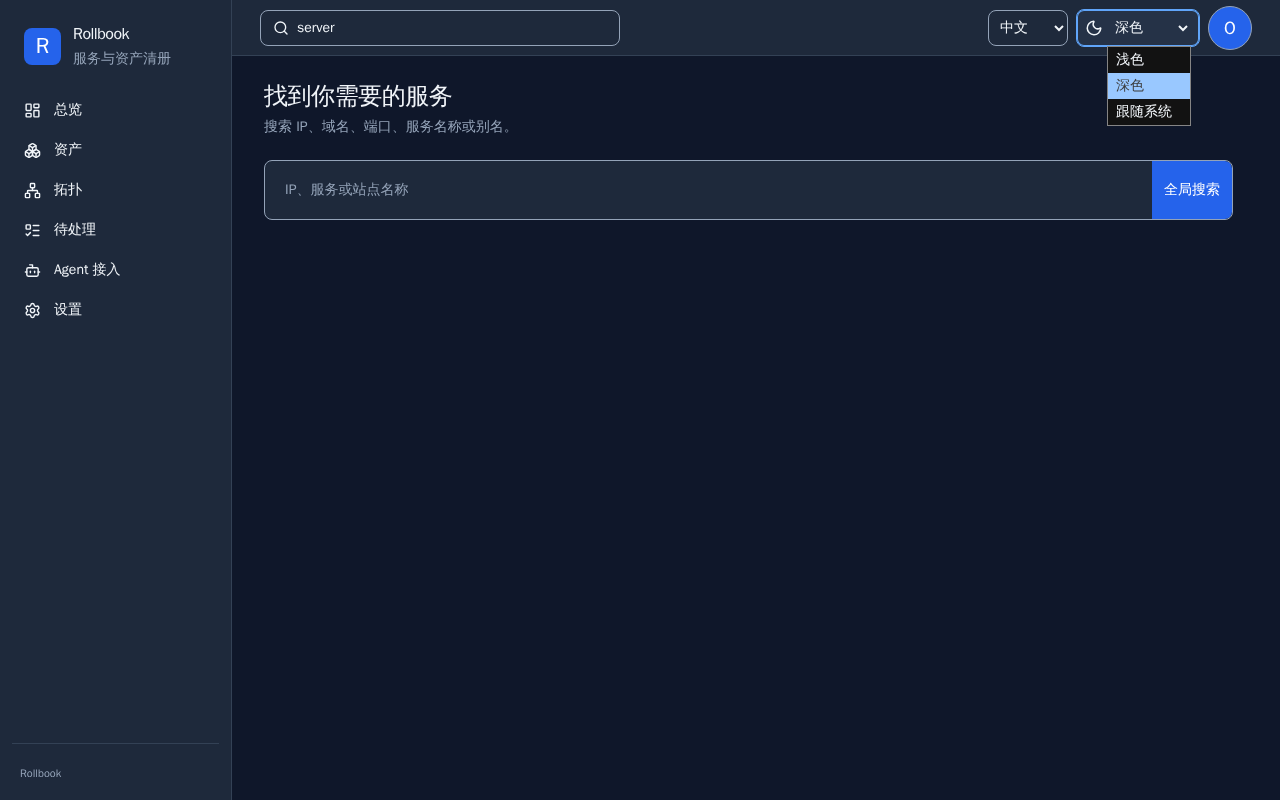 R
Rollbook
服务与资产清册
总览
资产
拓扑
待处理
Agent 接入
设置
Rollbook
server
中文
深色
O
浅色
深色
跟随系统
找到你需要的服务
搜索 IP、域名、端口、服务名称或别名。
IP、服务或站点名称
全局搜索